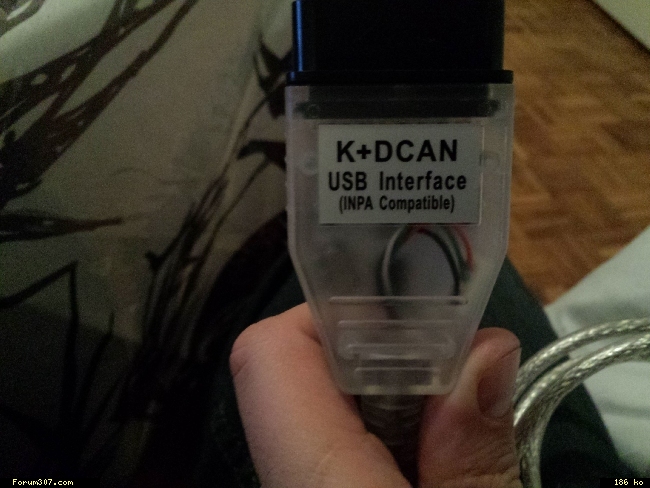 K+DCAN
USB Interface
(INPA Compatible)
Forum307.com
186 ko